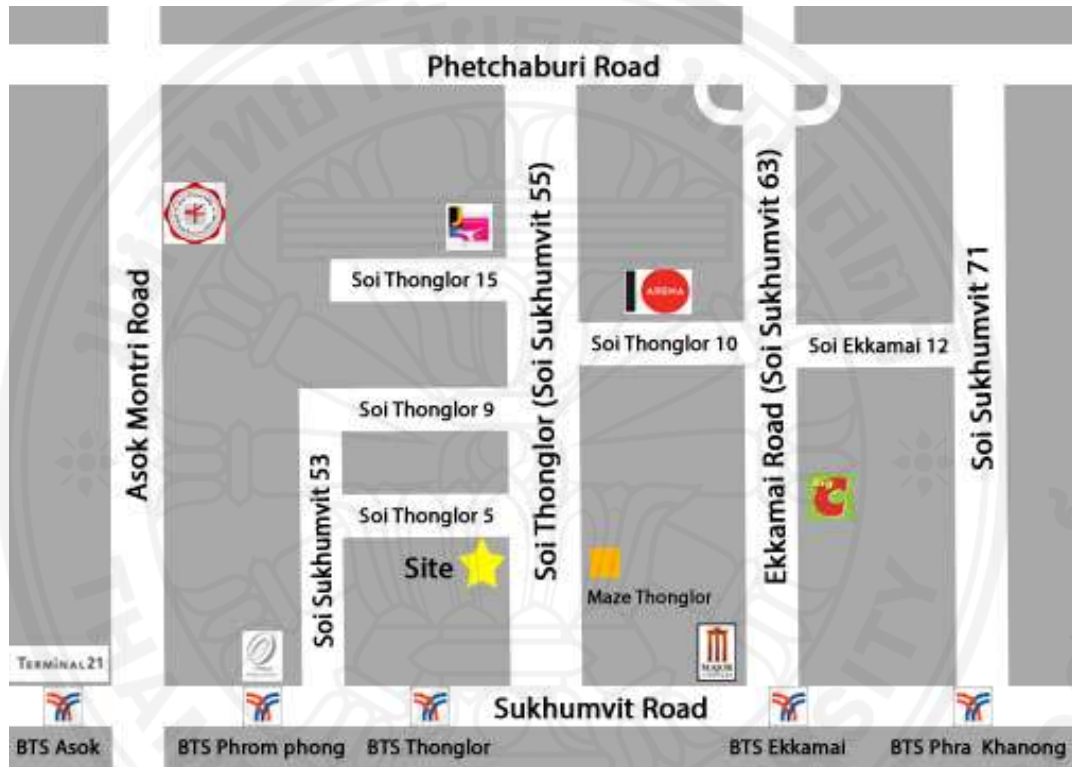 Phetchaburi Road
Asok Montri Road
Soi Thonglor (Soi Sukhumvit 55)
Ekkamai Road (Soi Sukhumvit 63)
Soi Sukhumvit 71
Soi Thonglor 15
ARENA
Soi Thonglor 10
Soi Ekkamai 12
Soi Thonglor 9
Soi Sukhumvit 53
Soi Thonglor 5
Site
Maze Thonglor
TERMINAL21
MAJOR
Sukhumvit Road
BTS Asok
BTS Phrom phong
BTS Thonglor
BTS Ekkamai
BTS Phra Khanong